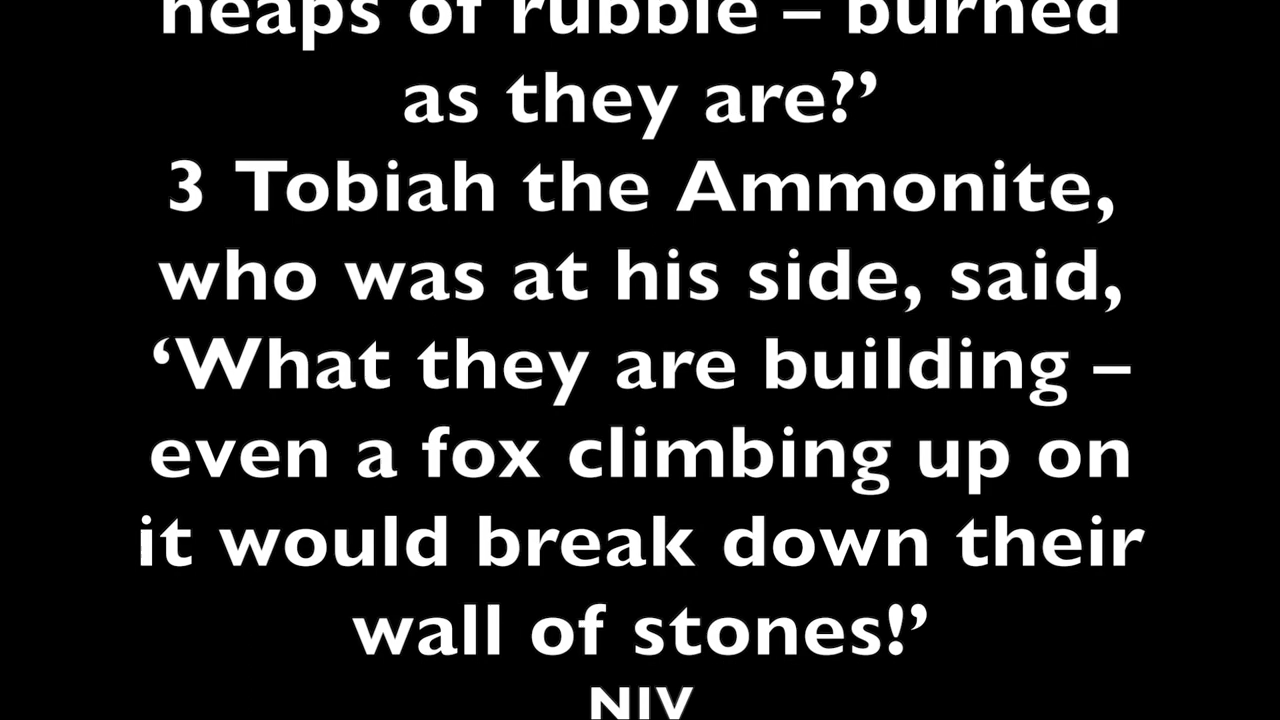 heaps of rubble – burned
as they are?’
3 Tobiah the Ammonite,
who was at his side, said,
‘What they are building –
even a fox climbing up on
it would break down their
wall of stones!’
NIV